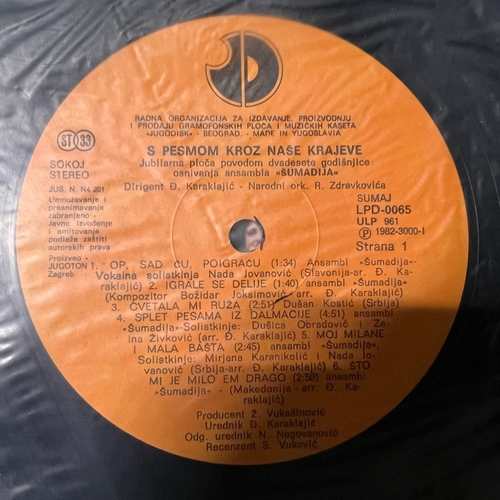 RADNA ORGANIZACIJA ZA IZDAVANJE, PROIZVODNJU
I PRODAJU GRAMOFONSKIH PLOČA I MUZIČKIH KASETA
«JUGODISK» - BEOGRAD - MADE IN YUGOSLAVIA
S PESMOM KROZ NAŠE KRAJEVE
Jubilarna ploča povodom dvadesete godišnjice
osnivanja ansambla »ŠUMADIJA«
Dirigent Đ. Karaklajić - Narodni ork. R. Zdravkovića
ST 33
SOKOJ
STEREO
JUS. N. N4.201
Umnožavanje i
presnimavanje
zabranjeno -
Javno izvođenje
i emitovanje
podleže zaštiti
autorskih prava
Proizveo -
JUGOTON
Zagreb
SUMAJ
LPD-0065
ULP 961
P 1982-3000-I
Strana 1
1. OP, SAD ĆU, POIGRAĆU (1:34) Ansambl »Šumadija«-
Vokalna solistkinja Nada Jovanović (Slavonija-arr. Đ. Ka-
raklajić) 2. IGRALE SE DELIJE (1:40) ansambl »Šumadija«
(Kompozitor Božidar Joksimović arr. Đ. Karaklajić)
3. CVETALA MI RUŽA (2:51) Dušan Kostić (Srbija)
4. SPLET PESAMA IZ DALMACIJE (4:51) ansambl
»Šumadija« Solistkinje: Dušica Obradović i Ze-
ina Živković (arr. Đ. Karaklajić) 5. MOJ MILANE
I MALA BAŠTA (2:45) ansambl »Šumadija«,
Solistkinje: Mirjana Karanikolić i Nada Jo-
vanović (Srbija-arr Đ. Karaklajić) 6. ŠTO
MI JE MILO EM DRAGO (2:58) ansambl
»Šumadija« - (Makedonija - arr. Đ. Ka-
raklajić)
Producent Ž. Vukašinović
Urednik Đ. Karaklajić
Odg. urednik N. Negovanović
Recenzent S. Vuković